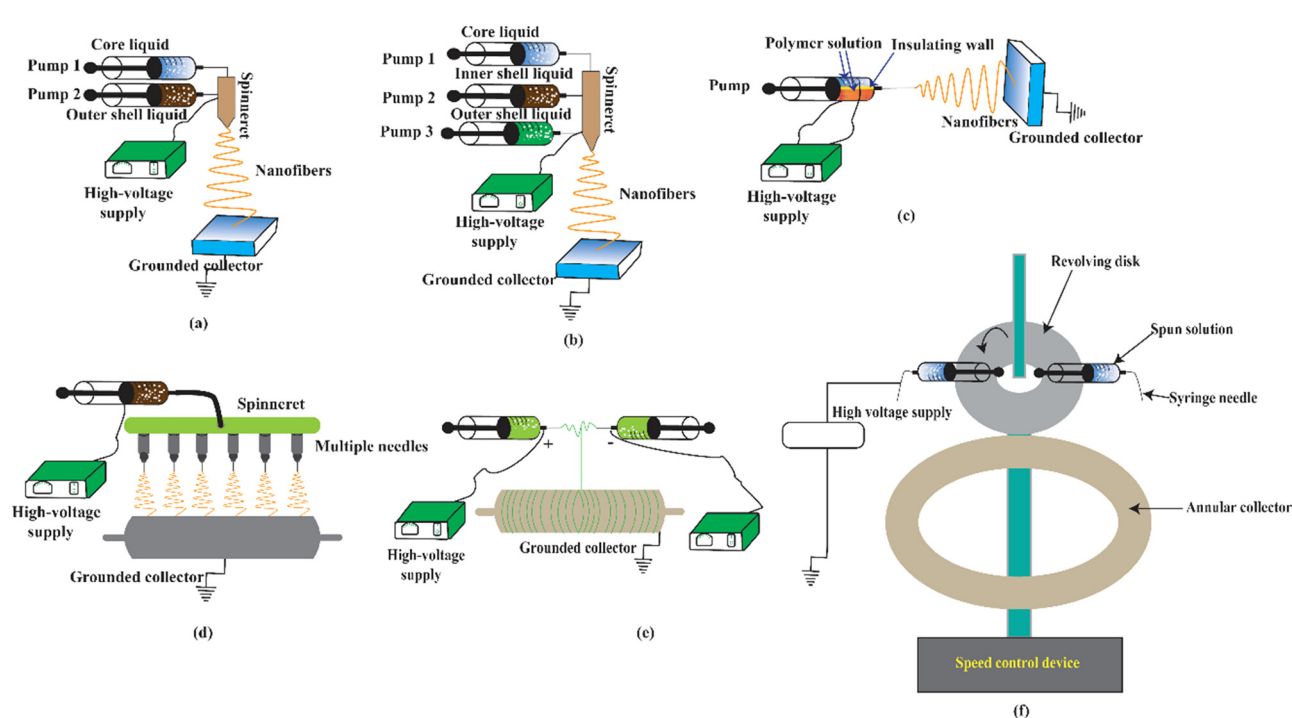 Core liquid
Pump 1
Pump 2
Outer shell liquid
Spinneret
High-voltage
supply
Nanofibers
Grounded collector
(a)
Core liquid
Pump 1
Inner shell liquid
Pump 2
Outer shell liquid
Pump 3
Spinneret
High-voltage
supply
Nanofibers
Grounded collector
(b)
Polymer solution
Insulating wall
Pump
Nanofibers
Grounded collector
High-voltage
supply
(c)
Spinneret
Multiple needles
High-voltage
supply
Grounded collector
(d)
+
-
High-voltage
supply
Grounded collector
(e)
Revolving disk
Spun solution
High voltage supply
Syringe needle
Annular collector
Speed control device
(f)